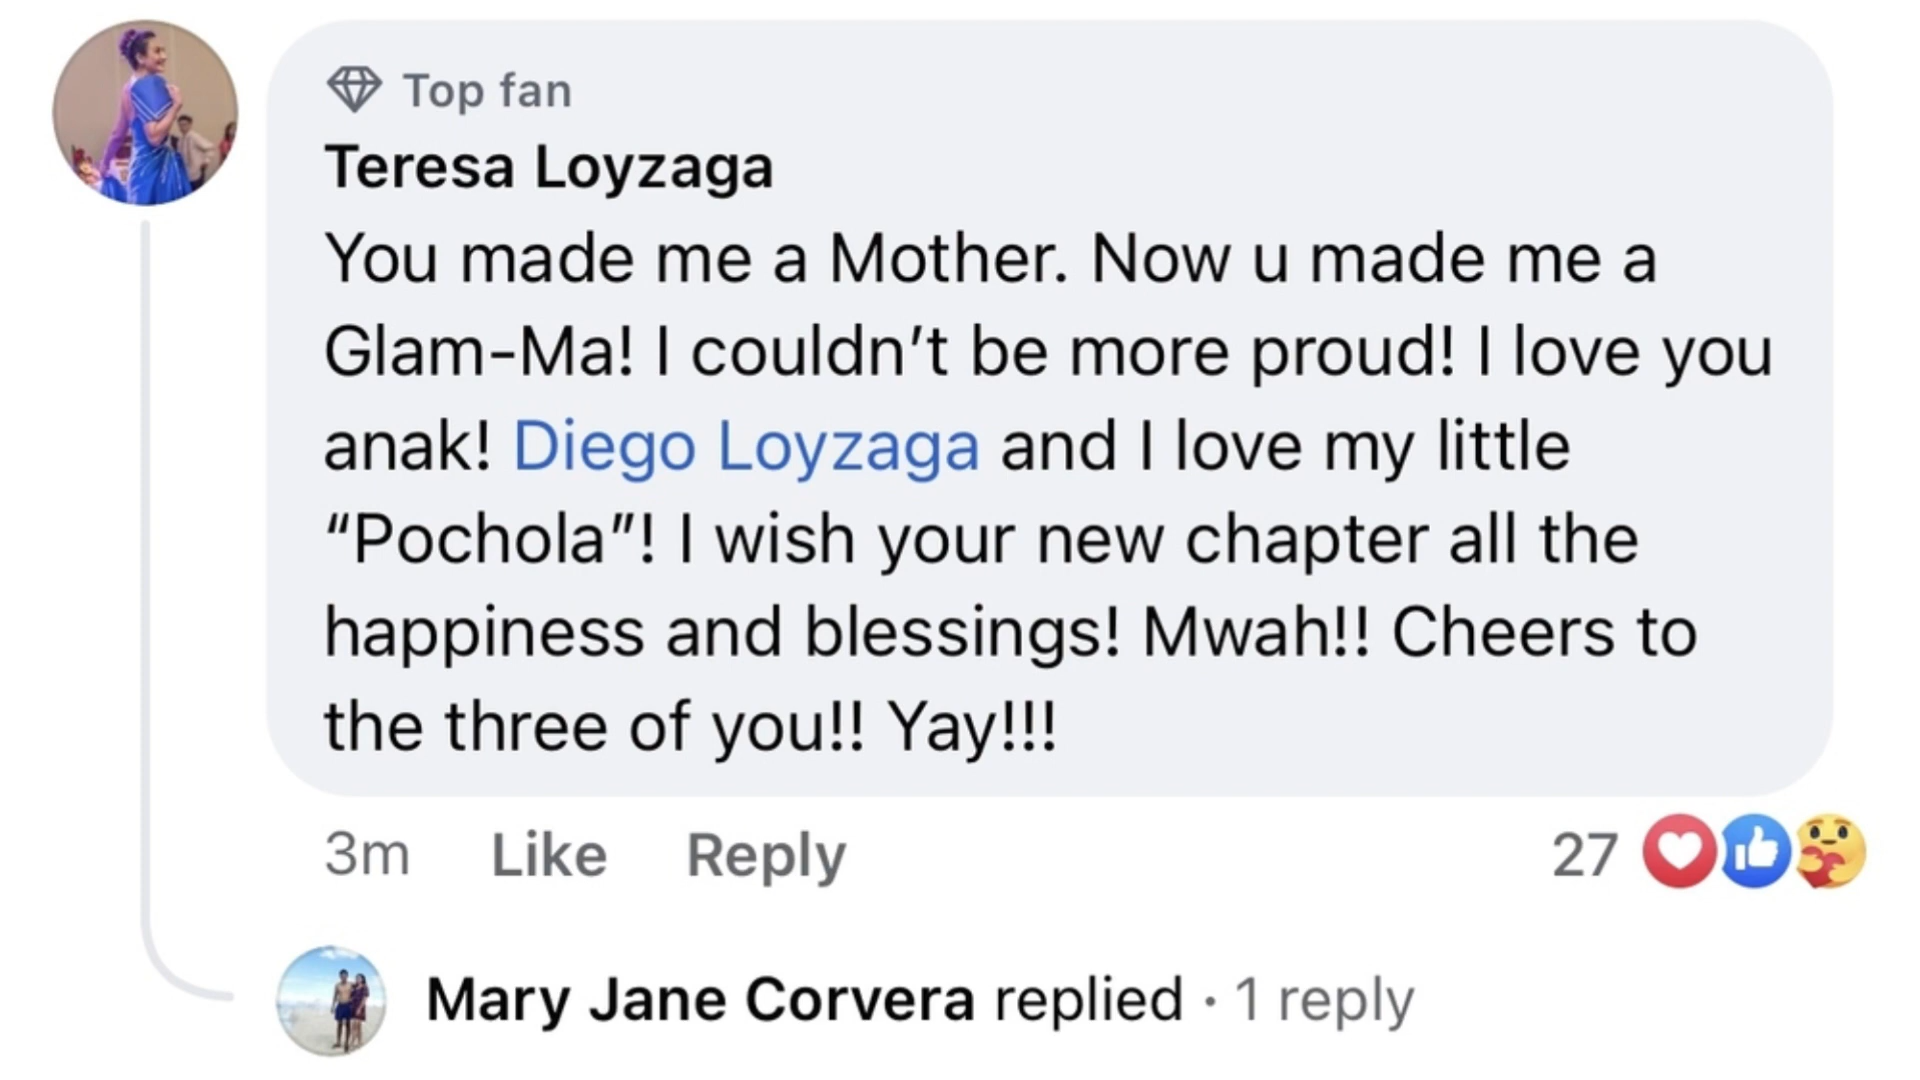 Top fan
Teresa Loyzaga
You made me a Mother. Now u made me a
Glam-Ma! I couldn’t be more proud! I love you
anak! Diego Loyzaga and I love my little
“Pochola”! I wish your new chapter all the
happiness and blessings! Mwah!! Cheers to
the three of you!! Yay!!!
3m Like Reply 27
Mary Jane Corvera replied · 1 reply